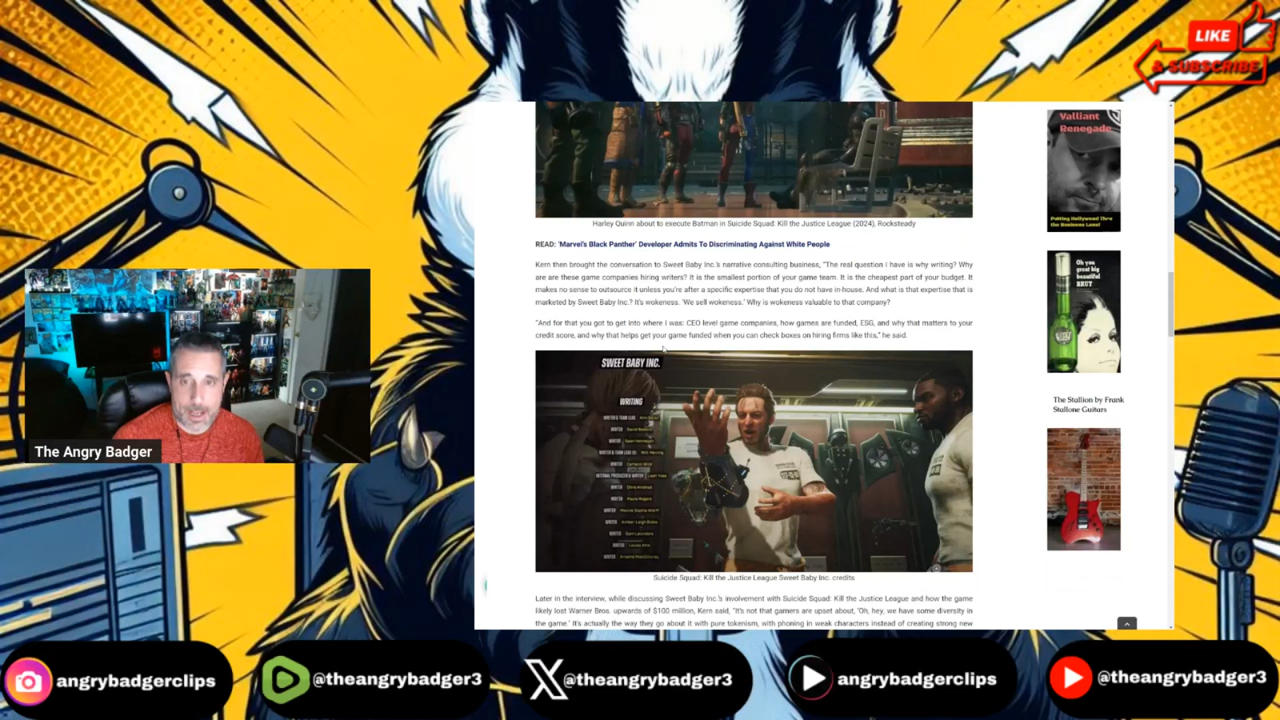 LIKE
& SUBSCRIBE
Valliant
Renegade
Putting Hollywood Thru
the Business Lens!
Harley Quinn about to execute Batman in Suicide Squad: Kill the Justice League (2024), Rocksteady
READ: 'Marvel's Black Panther' Developer Admits To Discriminating Against White People
Kern then brought the conversation to Sweet Baby Inc.'s narrative consulting business, "The real question I have is why writing? Why
are are these game companies hiring writers? It is the smallest portion of your game team. It is the cheapest part of your budget. It
makes no sense to outsource it unless you're after a specific expertise that you do not have in-house. And what is that expertise that is
marketed by Sweet Baby Inc.? It's wokeness. 'We sell wokeness.' Why is wokeness valuable to that company?
"And for that you got to get into where I was: CEO level game companies, how games are funded, ESG, and why that matters to your
credit score, and why that helps get your game funded when you can check boxes on hiring firms like this," he said.
Oh you
great big
beautiful
BRUT
SWEET BABY INC.
WRITING
The Stallion by Frank
Stallone Guitars
The Angry Badger
Suicide Squad: Kill the Justice League Sweet Baby Inc. credits
Later in the interview, while discussing Sweet Baby Inc.'s involvement with Suicide Squad: Kill the Justice League and how the game
likely lost Warner Bros. upwards of $100 million, Kern said, "It's not that gamers are upset about, 'Oh, hey, we have some diversity in
the game.' It's actually the way they go about it with pure tokenism, with phoning in weak characters instead of creating strong new
angrybadgerclips
@theangrybadger3
@theangrybadger3
angrybadgerclips
@theangrybadger3